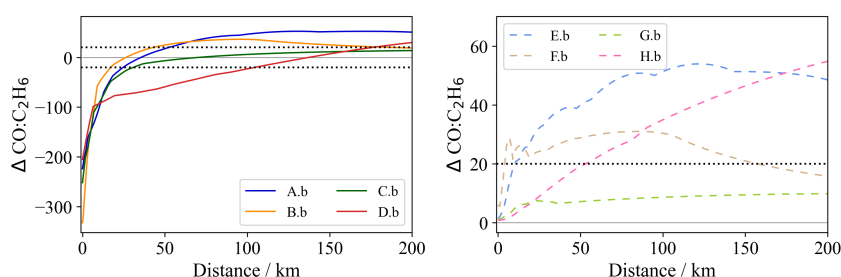 Δ CO:C₂H₆
0
−100
−200
−300
A.b
B.b
C.b
D.b
0
50
100
150
200
Distance / km
Δ CO:C₂H₆
60
40
20
0
E.b
F.b
G.b
H.b
0
50
100
150
200
Distance / km